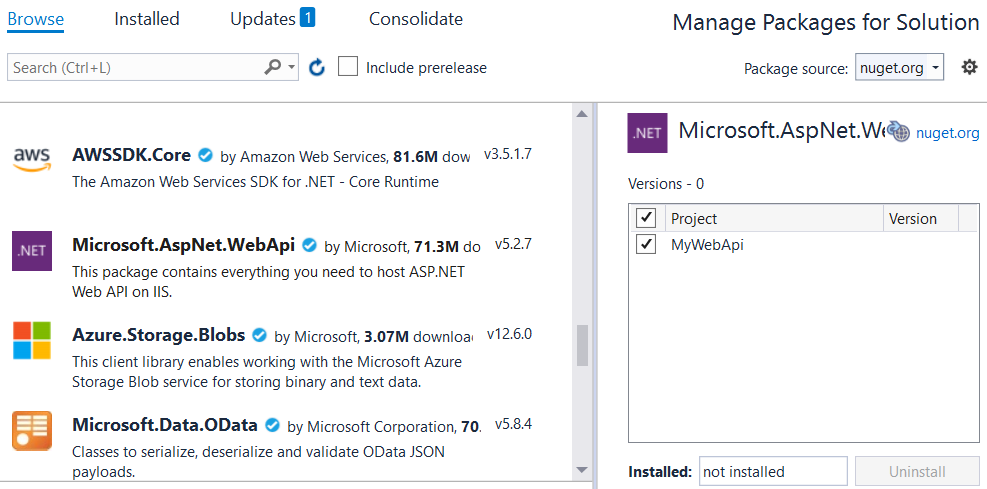 Browse Installed Updates 1 Consolidate
Manage Packages for Solution
Search (Ctrl+L) Include prerelease
Package source: nuget.org
aws
AWSSDK.Core by Amazon Web Services, 81.6M dow v3.5.1.7
The Amazon Web Services SDK for .NET - Core Runtime
.NET
Microsoft.AspNet.WebApi by Microsoft, 71.3M do v5.2.7
This package contains everything you need to host ASP.NET
Web API on IIS.
Azure.Storage.Blobs by Microsoft, 3.07M downloa v12.6.0
This client library enables working with the Microsoft Azure
Storage Blob service for storing binary and text data.
Microsoft.Data.OData by Microsoft Corporation, 70. v5.8.4
Classes to serialize, deserialize and validate OData JSON
payloads.
.NET
Microsoft.AspNet.We nuget.org
Versions - 0
Project Version
MyWebApi
Installed: not installed Uninstall